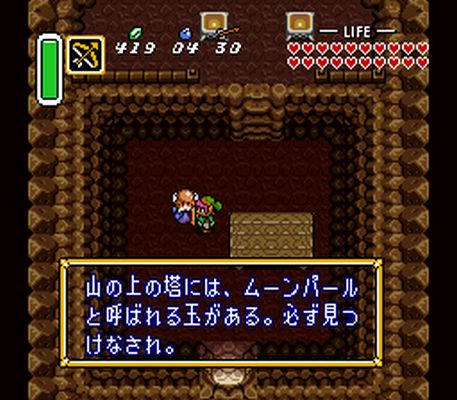 — LIFE —
419 04 30
山の上の塔には、ムーンパール
と呼ばれる玉がある。必ず見つ
けなされ。